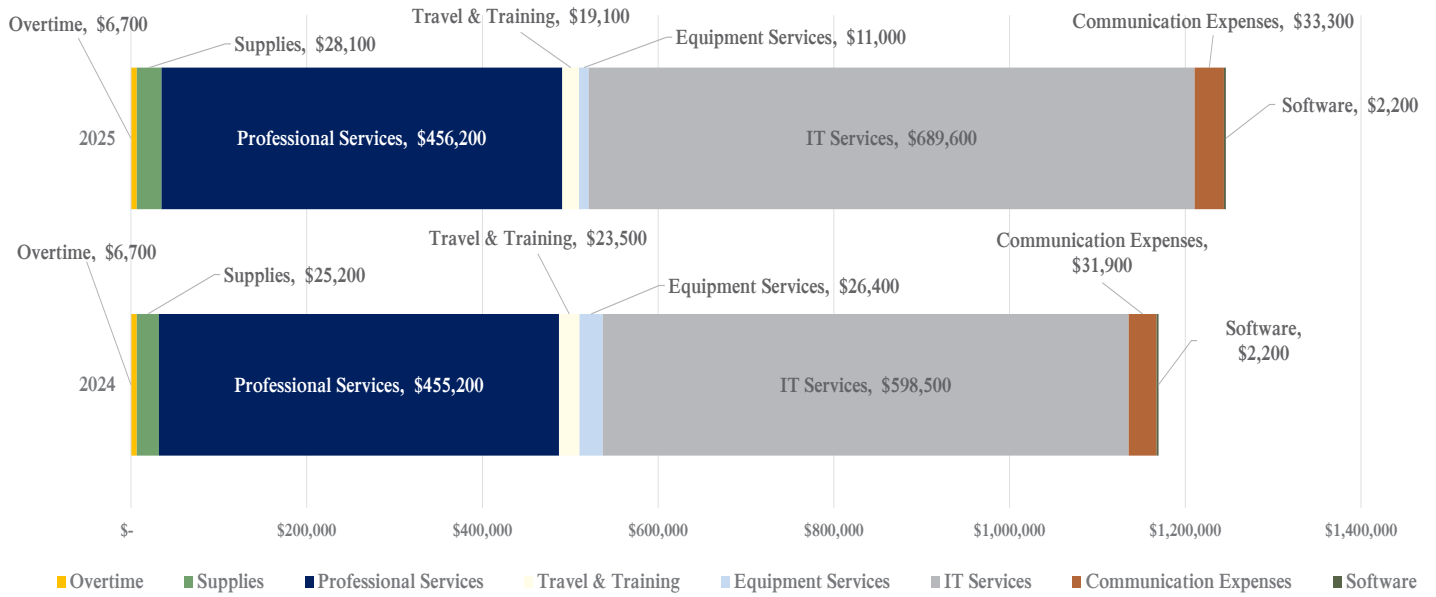 Overtime, $6,700
Supplies, $28,100
Travel & Training, $19,100
Equipment Services, $11,000
Communication Expenses, $33,300
Software, $2,200
2025
Professional Services, $456,200
IT Services, $689,600
Overtime, $6,700
Supplies, $25,200
Travel & Training, $23,500
Equipment Services, $26,400
Communication Expenses,
$31,900
Software,
$2,200
2024
Professional Services, $455,200
IT Services, $598,500
$- $200,000 $400,000 $600,000 $800,000 $1,000,000 $1,200,000 $1,400,000
Overtime Supplies Professional Services Travel & Training Equipment Services IT Services Communication Expenses Software